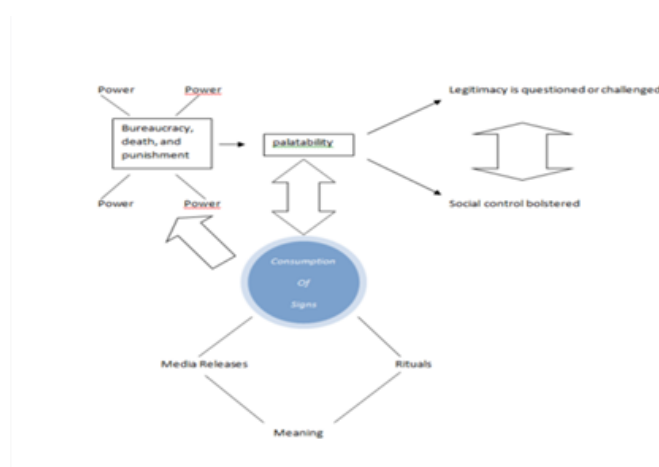 Power Power
Legitimacy is questioned or challenged
Bureaucracy,
death, and
punishment
palatability
Power Power
Social control bolstered
Consumption
Of
Signs
Media Releases Rituals
Meaning